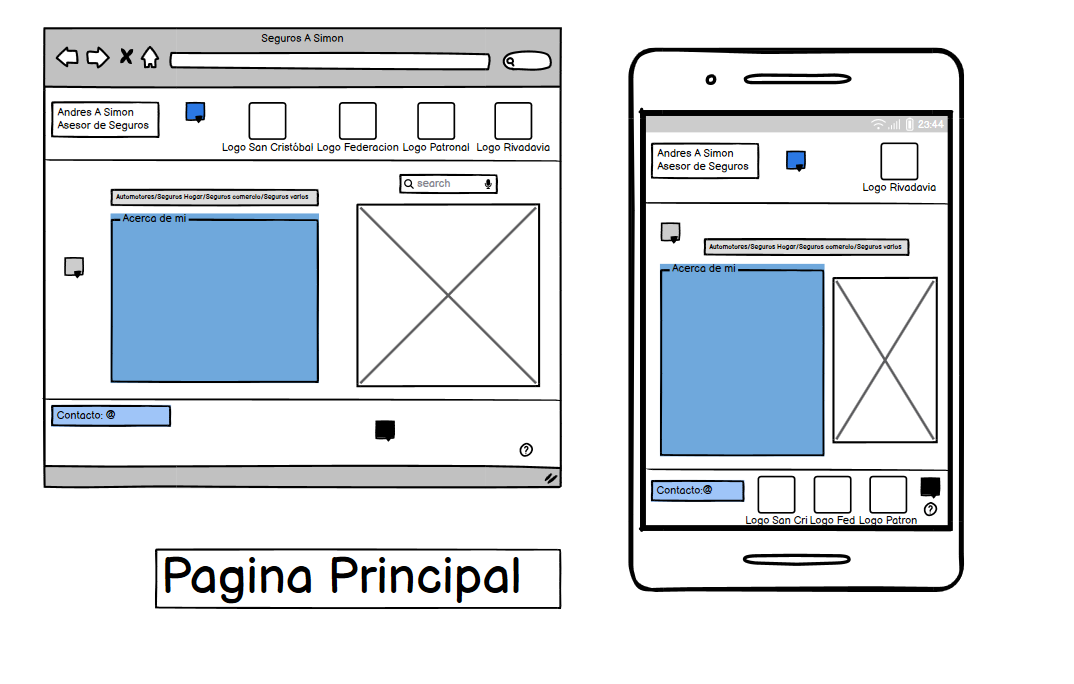 Seguros A Simon
Andres A Simon
Asesor de Seguros
Logo San Cristóbal Logo Federacion Logo Patronal Logo Rivadavia
search
Automotores/Seguros Hogar/Seguros comercio/Seguros varios
Acerca de mi
Contacto: @
?
Pagina Principal
23:44
Andres A Simon
Asesor de Seguros
Logo Rivadavia
Automotores/Seguros Hogar/Seguros comercio/Seguros varios
Acerca de mi
Contacto:@
?
Logo San Cri Logo Fed Logo Patron